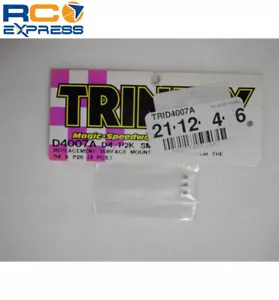 RC
EXPRESS
TRIN
TRID4007A
21·12· 4· 6
Magic-Speedwo
D4007A D4/P2K SM
REPLACEMENT SURFACE MOUNT
D4 & P2K (3 PCS)